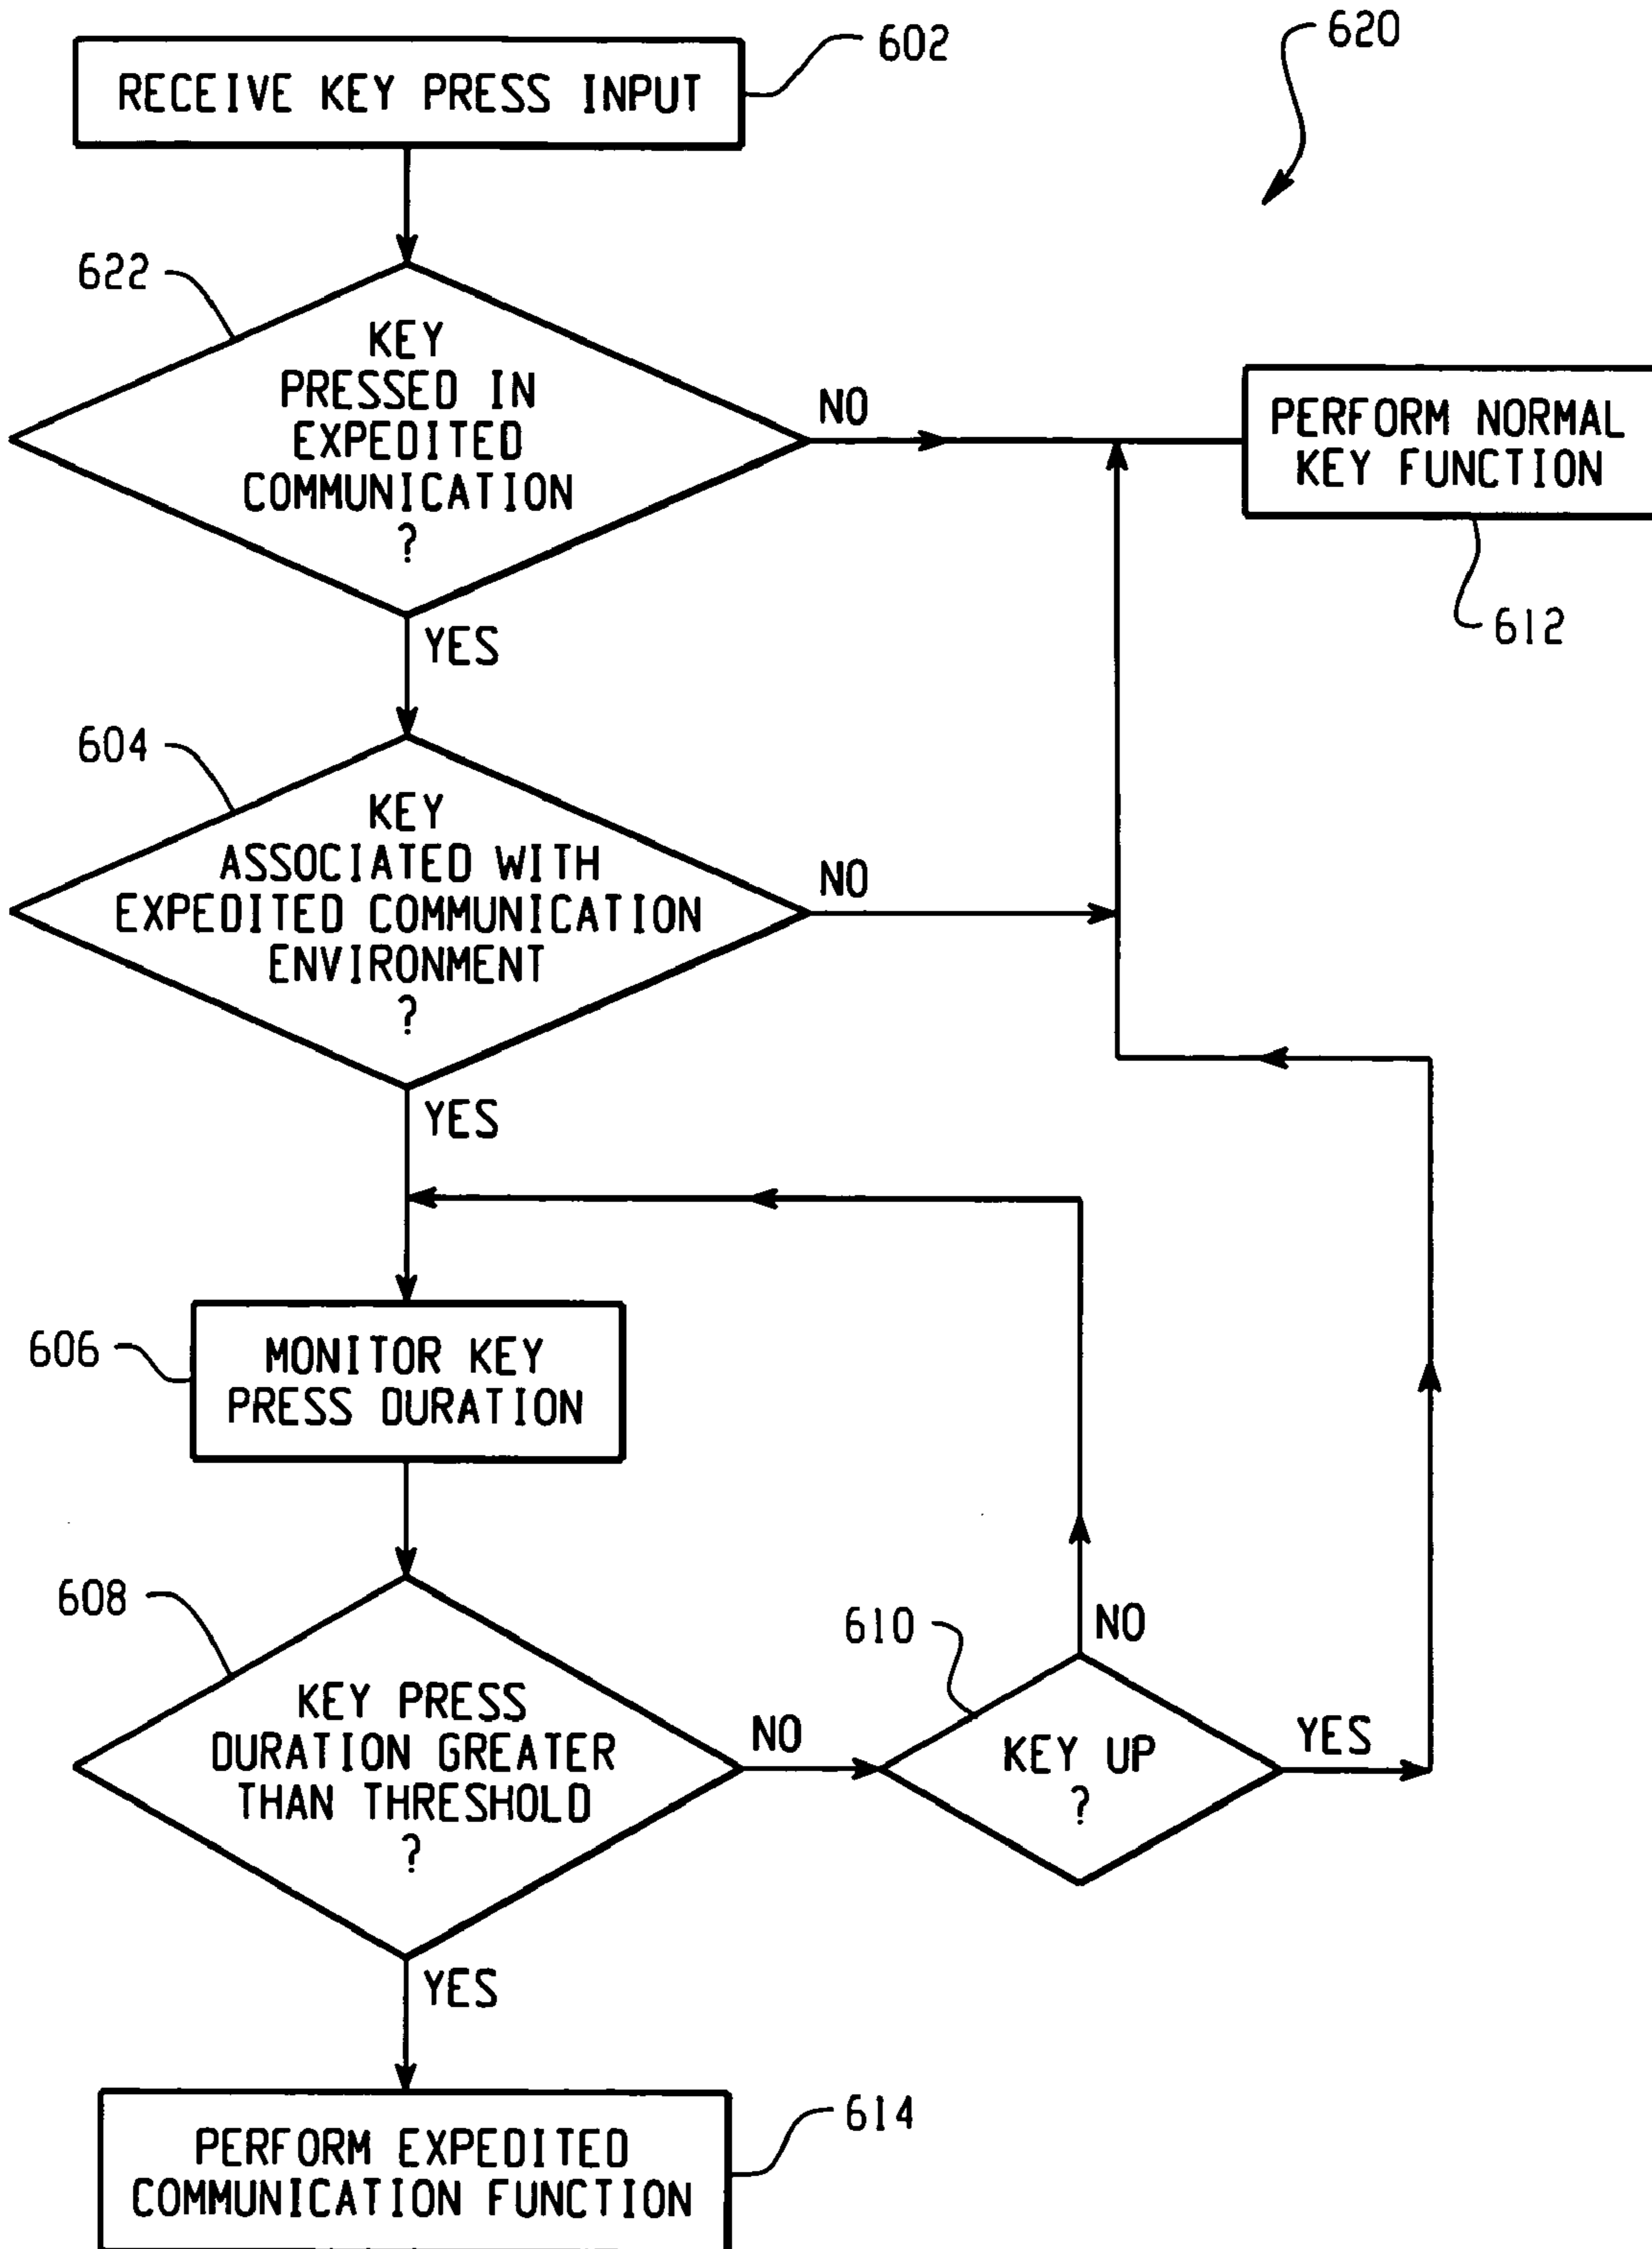 602
620
RECEIVE KEY PRESS INPUT
622
KEY
PRESSED IN
EXPEDITED
COMMUNICATION
?
NO
PERFORM NORMAL
KEY FUNCTION
612
YES
604
KEY
ASSOCIATED WITH
EXPEDITED COMMUNICATION
ENVIRONMENT
?
NO
YES
606
MONITOR KEY
PRESS DURATION
608
KEY PRESS
DURATION GREATER
THAN THRESHOLD
?
NO
610
NO
KEY UP
?
YES
YES
614
PERFORM EXPEDITED
COMMUNICATION FUNCTION